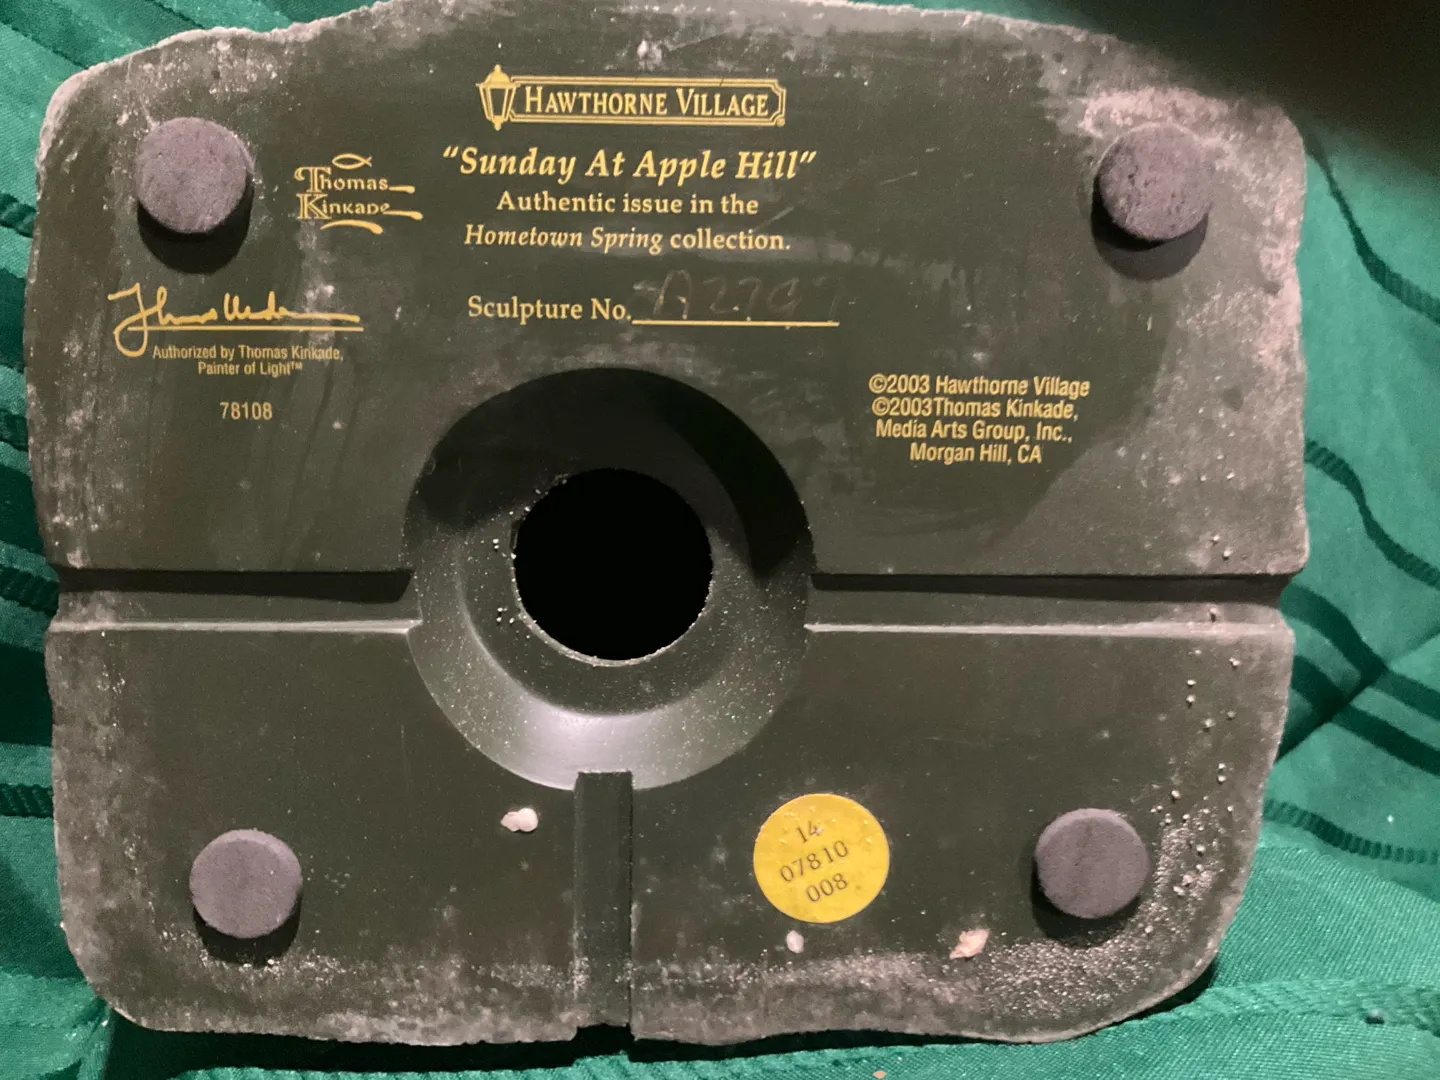 HAWTHORNE VILLAGE
"Sunday At Apple Hill"
Authentic issue in the
Hometown Spring collection.
Sculpture No.
Thomas
Kinkade
Authorized by Thomas Kinkade,
Painter of Light™
78108
©2003 Hawthorne Village
©2003 Thomas Kinkade,
Media Arts Group, Inc.,
Morgan Hill, CA
14
07810
008